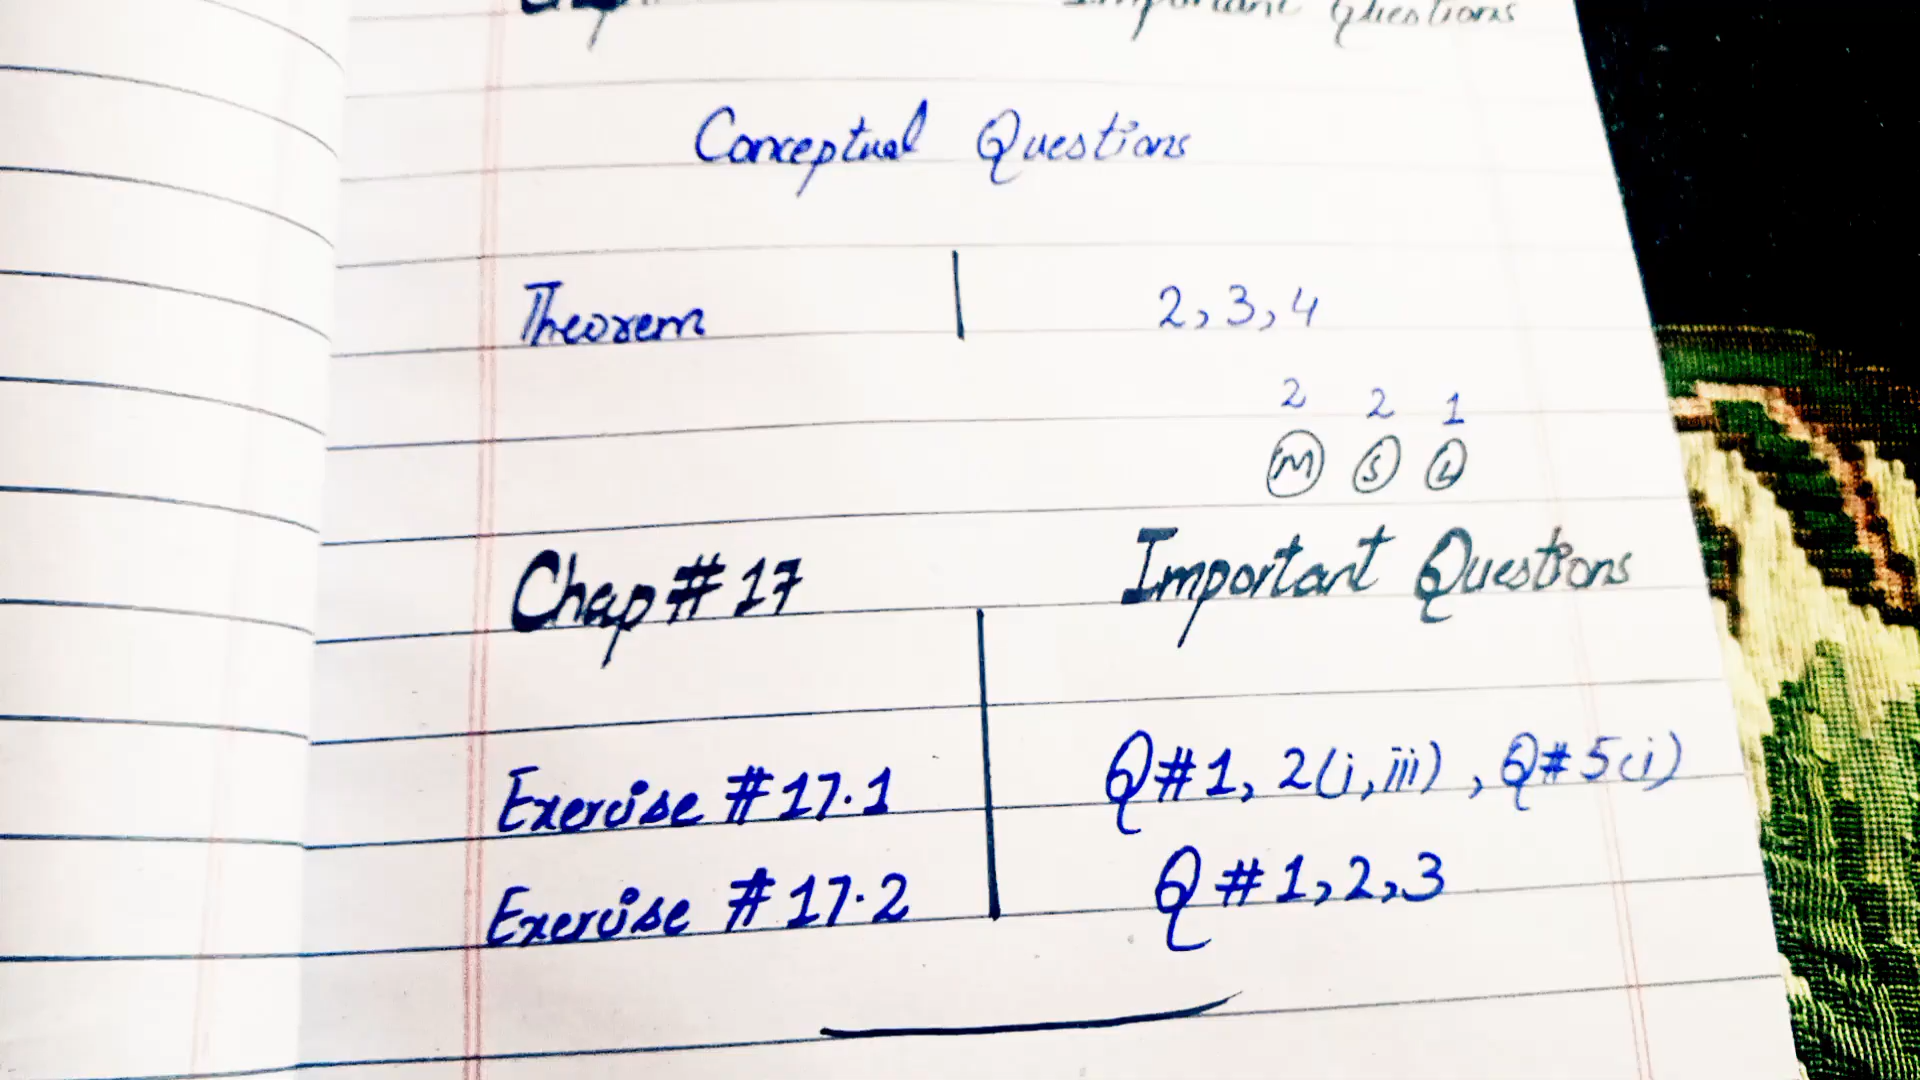 Important Questions
Conceptual Questions
Theorem 2, 3, 4
2 2 1
M S L
Chap # 17 Important Questions
Exercise # 17.1 Q # 1, 2(i, iii), Q # 5(i)
Exercise # 17.2 Q # 1, 2, 3